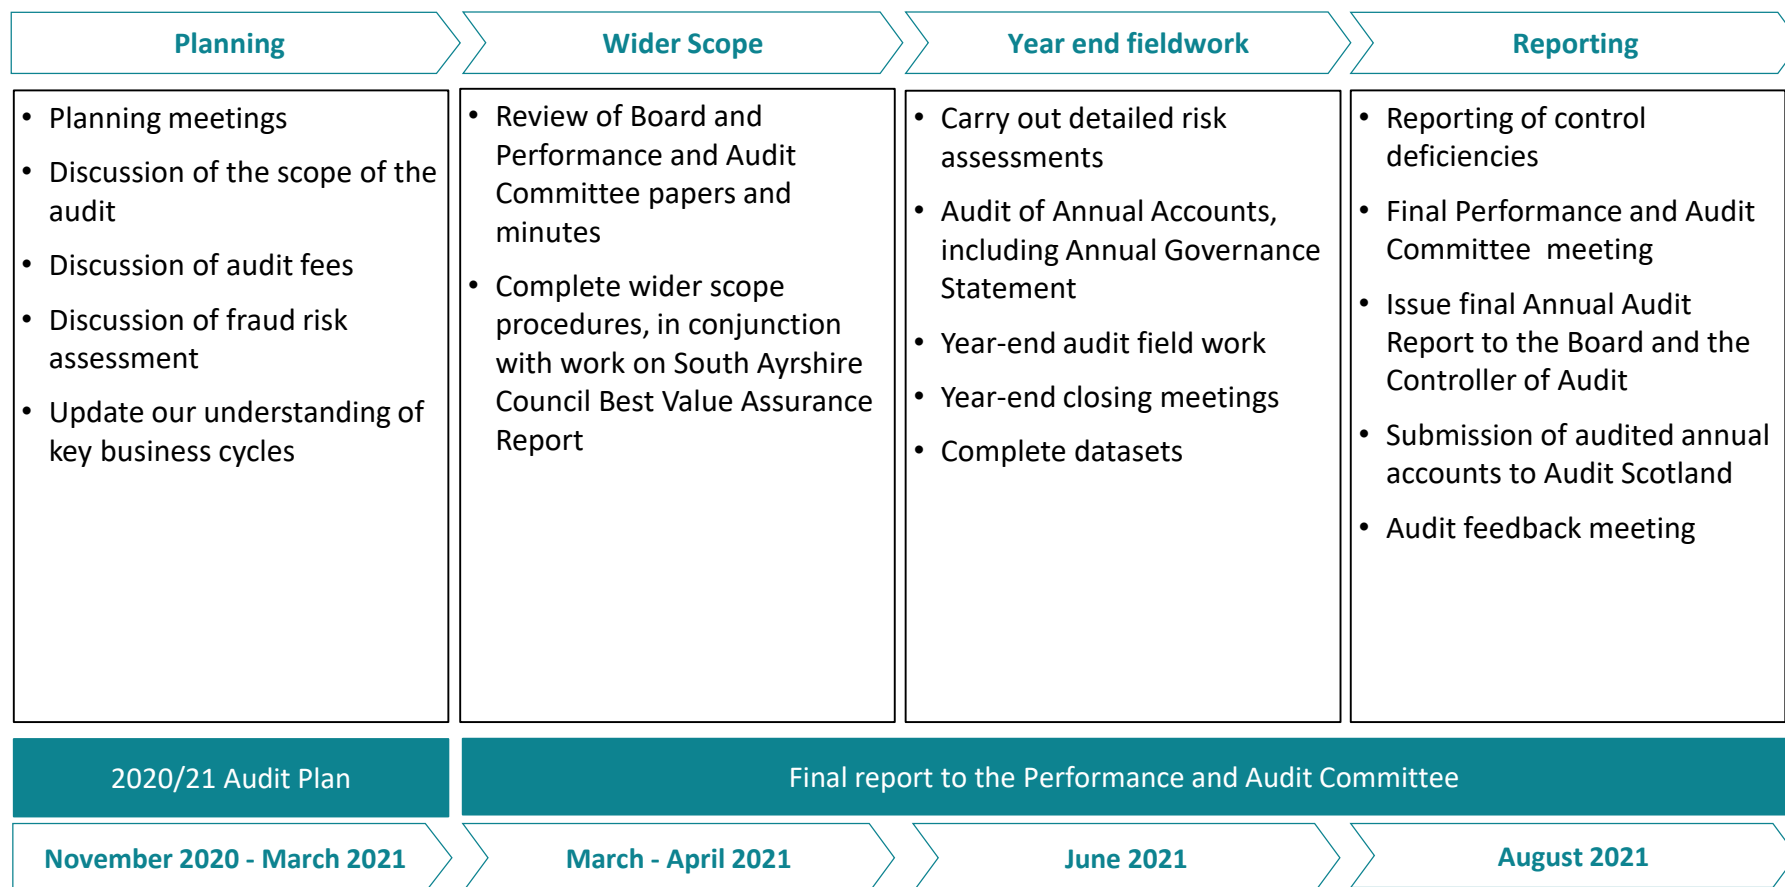 Planning
Wider Scope
Year end fieldwork
Reporting
• Planning meetings
• Discussion of the scope of the
audit
• Discussion of audit fees
• Discussion of fraud risk
assessment
• Update our understanding of
key business cycles
• Review of Board and
Performance and Audit
Committee papers and
minutes
• Complete wider scope
procedures, in conjunction
with work on South Ayrshire
Council Best Value Assurance
Report
• Carry out detailed risk
assessments
• Audit of Annual Accounts,
including Annual Governance
Statement
• Year-end audit field work
• Year-end closing meetings
• Complete datasets
• Reporting of control
deficiencies
• Final Performance and Audit
Committee meeting
• Issue final Annual Audit
Report to the Board and the
Controller of Audit
• Submission of audited annual
accounts to Audit Scotland
• Audit feedback meeting
2020/21 Audit Plan
Final report to the Performance and Audit Committee
November 2020 - March 2021
March - April 2021
June 2021
August 2021